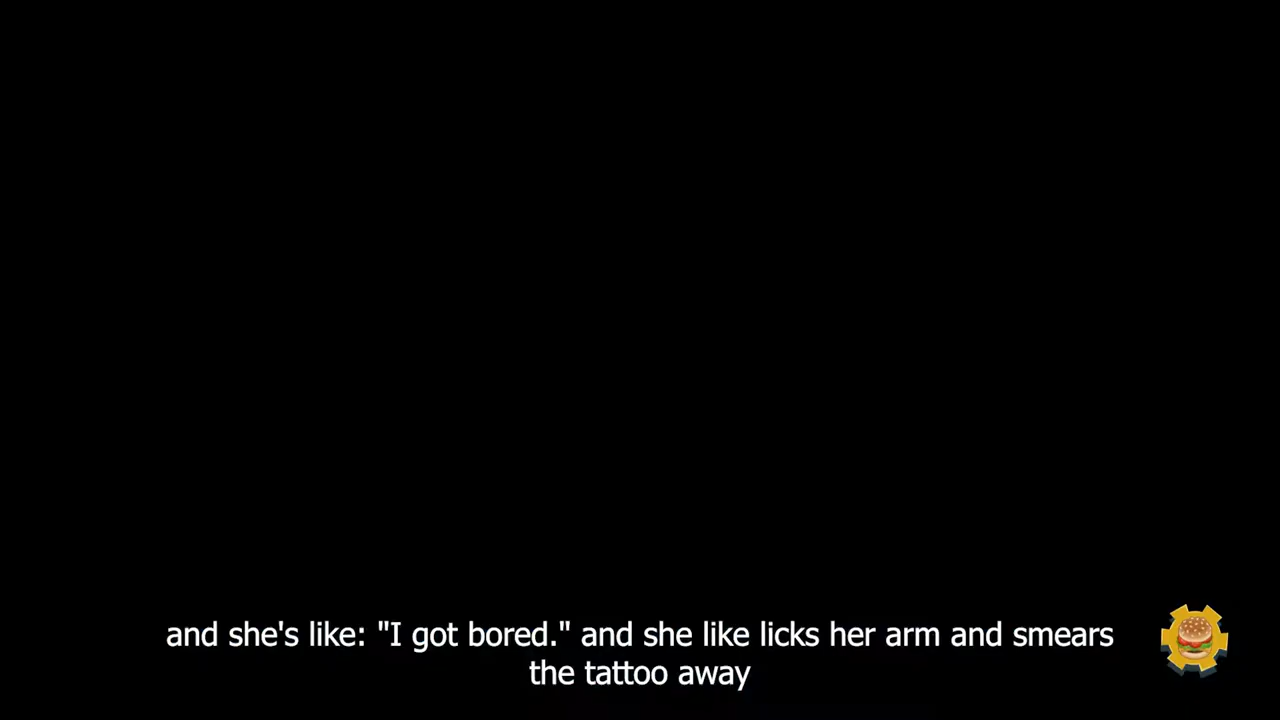 and she's like: "I got bored." and she like licks her arm and smears
the tattoo away